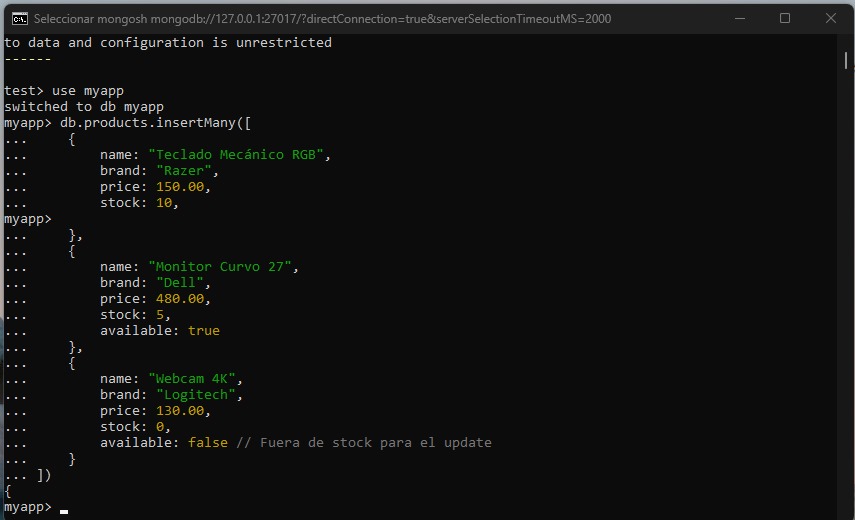 Seleccionar mongosh mongodb://127.0.0.1:27017/?directConnection=true&serverSelectionTimeoutMS=2000
to data and configuration is unrestricted
------
test> use myapp
switched to db myapp
myapp> db.products.insertMany([
...     {
...         name: "Teclado Mecánico RGB",
...         brand: "Razer",
...         price: 150.00,
...         stock: 10,
myapp>
...     },
...     {
...         name: "Monitor Curvo 27",
...         brand: "Dell",
...         price: 480.00,
...         stock: 5,
...         available: true
...     },
...     {
...         name: "Webcam 4K",
...         brand: "Logitech",
...         price: 130.00,
...         stock: 0,
...         available: false // Fuera de stock para el update
...     }
... ])
{
myapp>